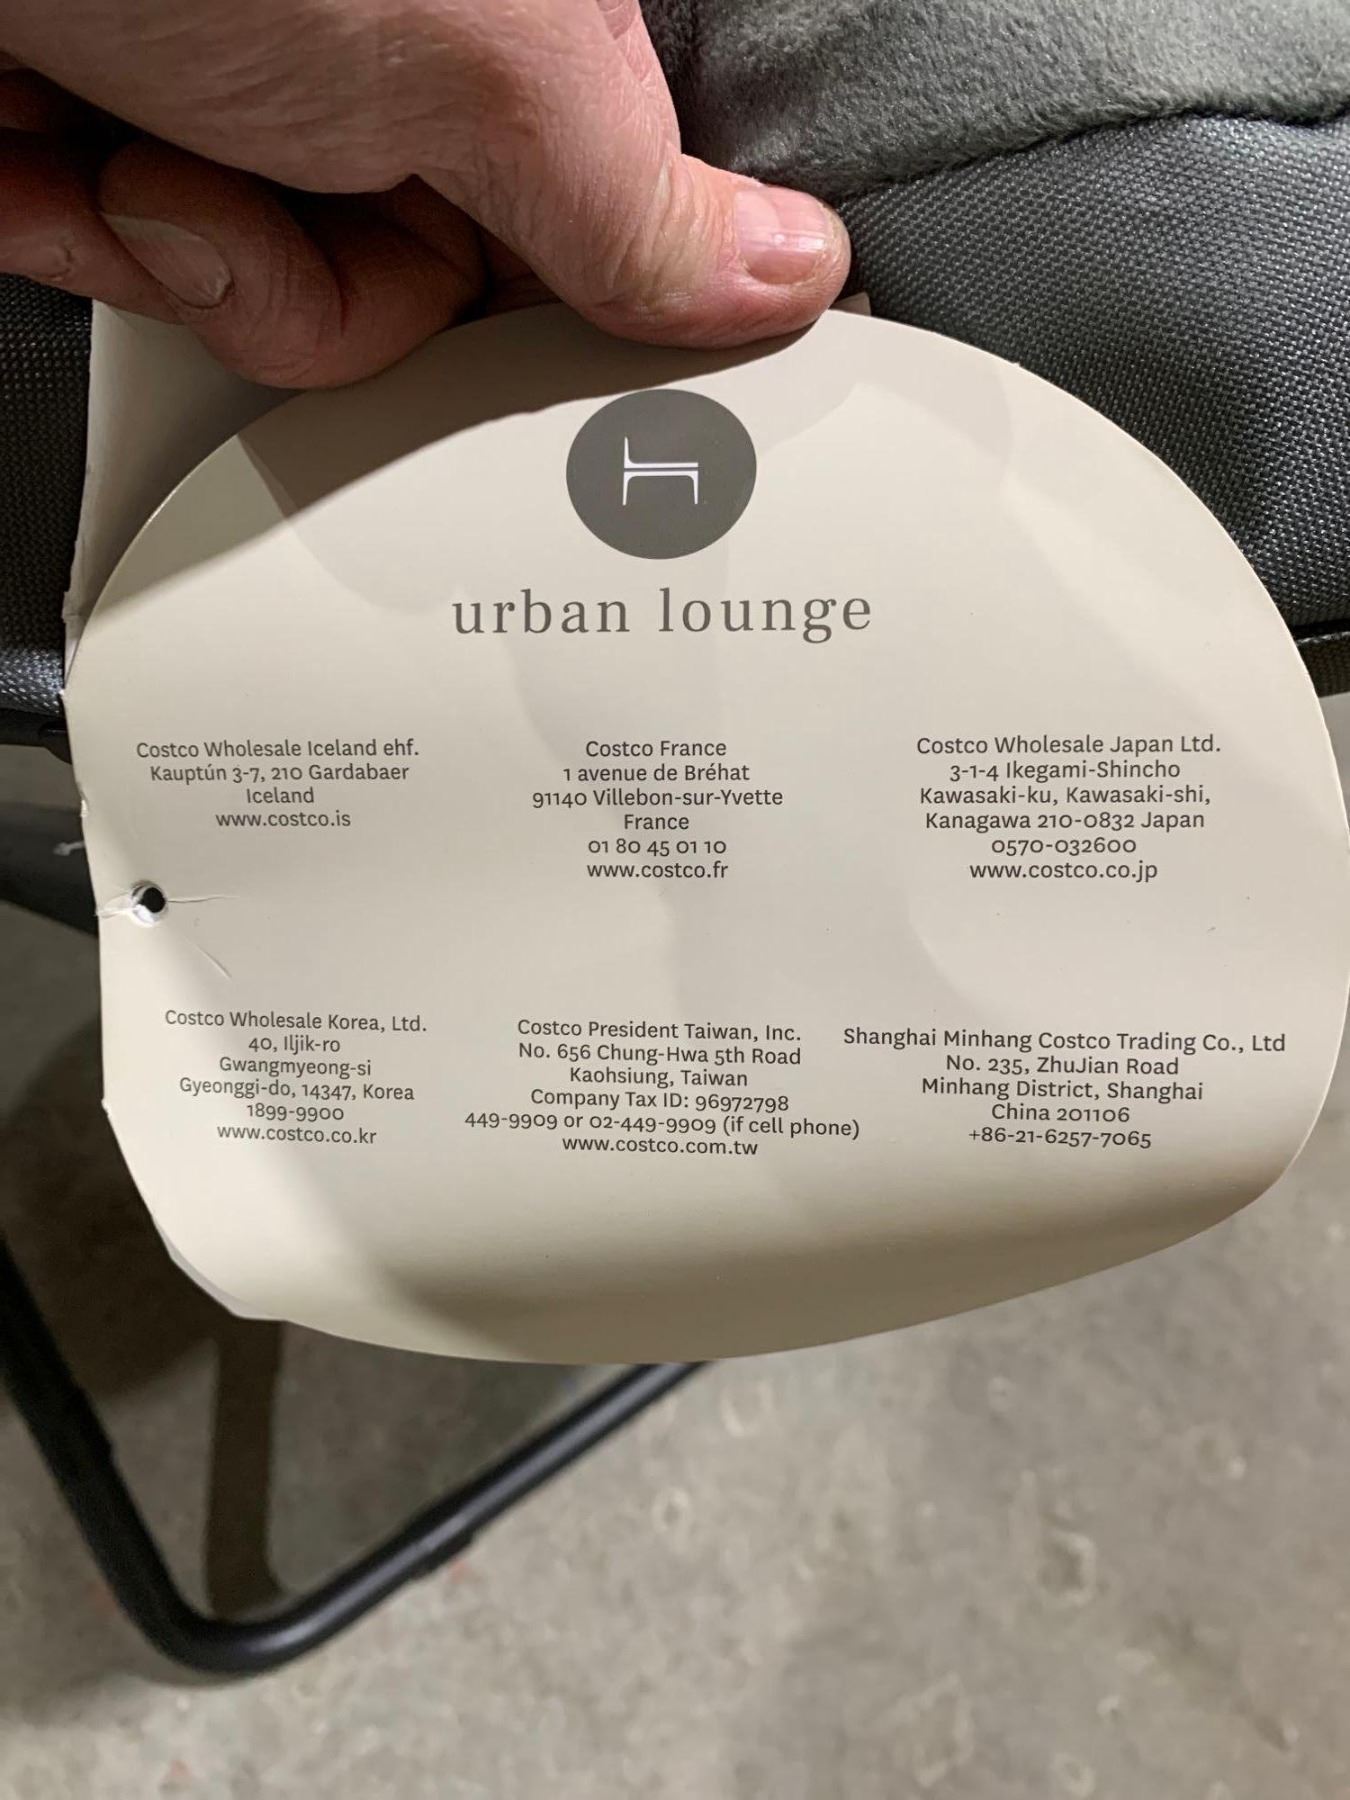 urban lounge
Costco Wholesale Iceland ehf.
Kauptún 3-7, 210 Gardabaer
Iceland
www.costco.is
Costco France
1 avenue de Bréhat
91140 Villebon-sur-Yvette
France
01 80 45 01 10
www.costco.fr
Costco Wholesale Japan Ltd.
3-1-4 Ikegami-Shincho
Kawasaki-ku, Kawasaki-shi,
Kanagawa 210-0832 Japan
0570-032600
www.costco.co.jp
Costco Wholesale Korea, Ltd.
40, Iljik-ro
Gwangmyeong-si
Gyeonggi-do, 14347, Korea
1899-9900
www.costco.co.kr
Costco President Taiwan, Inc.
No. 656 Chung-Hwa 5th Road
Kaohsiung, Taiwan
Company Tax ID: 96972798
449-9909 or 02-449-9909 (if cell phone)
www.costco.com.tw
Shanghai Minhang Costco Trading Co., Ltd
No. 235, ZhuJian Road
Minhang District, Shanghai
China 201106
+86-21-6257-7065